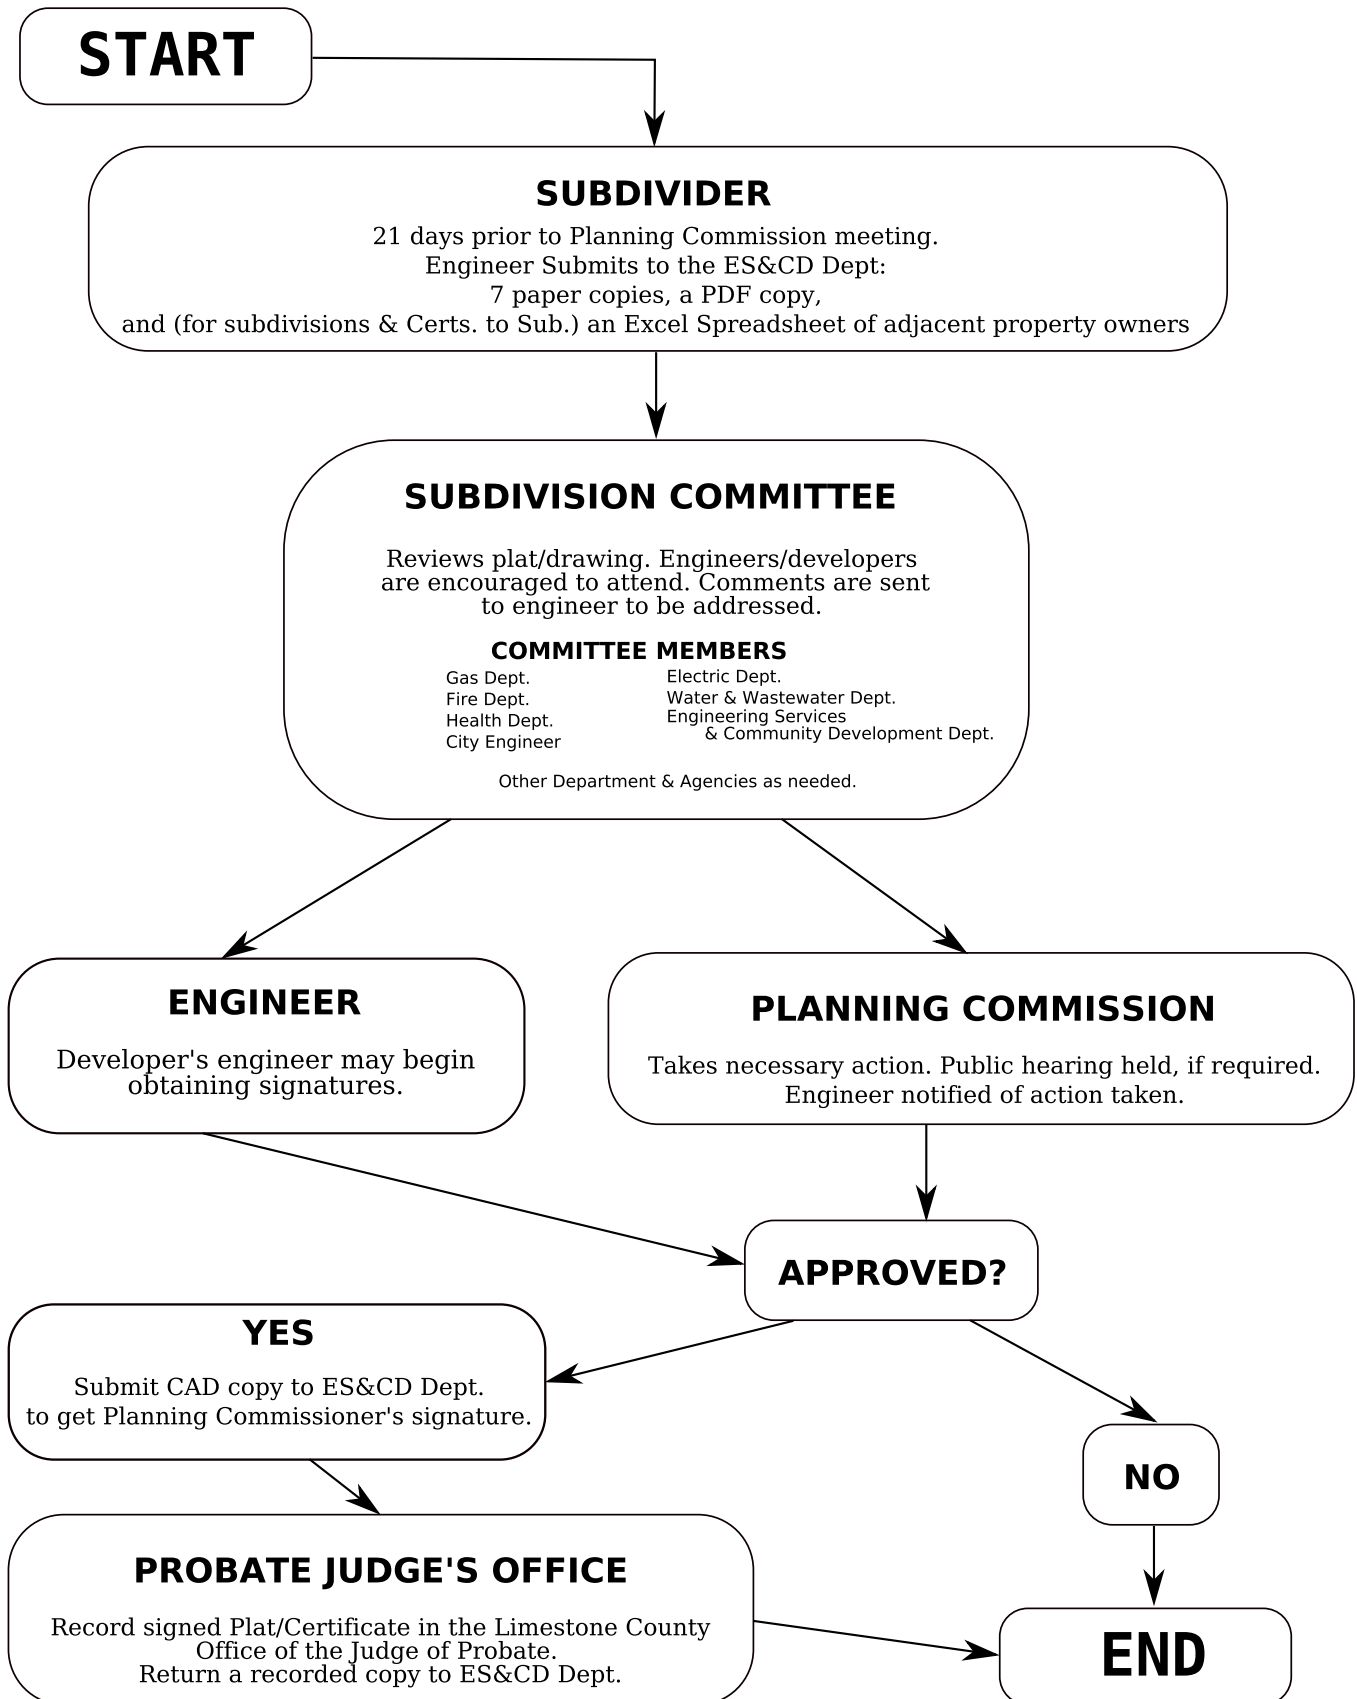 START
SUBDIVIDER
21 days prior to Planning Commission meeting.
Engineer Submits to the ES&CD Dept:
7 paper copies, a PDF copy,
and (for subdivisions & Certs. to Sub.) an Excel Spreadsheet of adjacent property owners
SUBDIVISION COMMITTEE
Reviews plat/drawing. Engineers/developers
are encouraged to attend. Comments are sent
to engineer to be addressed.
COMMITTEE MEMBERS
Gas Dept.
Fire Dept.
Health Dept.
City Engineer
Electric Dept.
Water & Wastewater Dept.
Engineering Services
& Community Development Dept.
Other Department & Agencies as needed.
ENGINEER
Developer's engineer may begin
obtaining signatures.
PLANNING COMMISSION
Takes necessary action. Public hearing held, if required.
Engineer notified of action taken.
APPROVED?
YES
Submit CAD copy to ES&CD Dept.
to get Planning Commissioner's signature.
NO
PROBATE JUDGE'S OFFICE
Record signed Plat/Certificate in the Limestone County
Office of the Judge of Probate.
Return a recorded copy to ES&CD Dept.
END